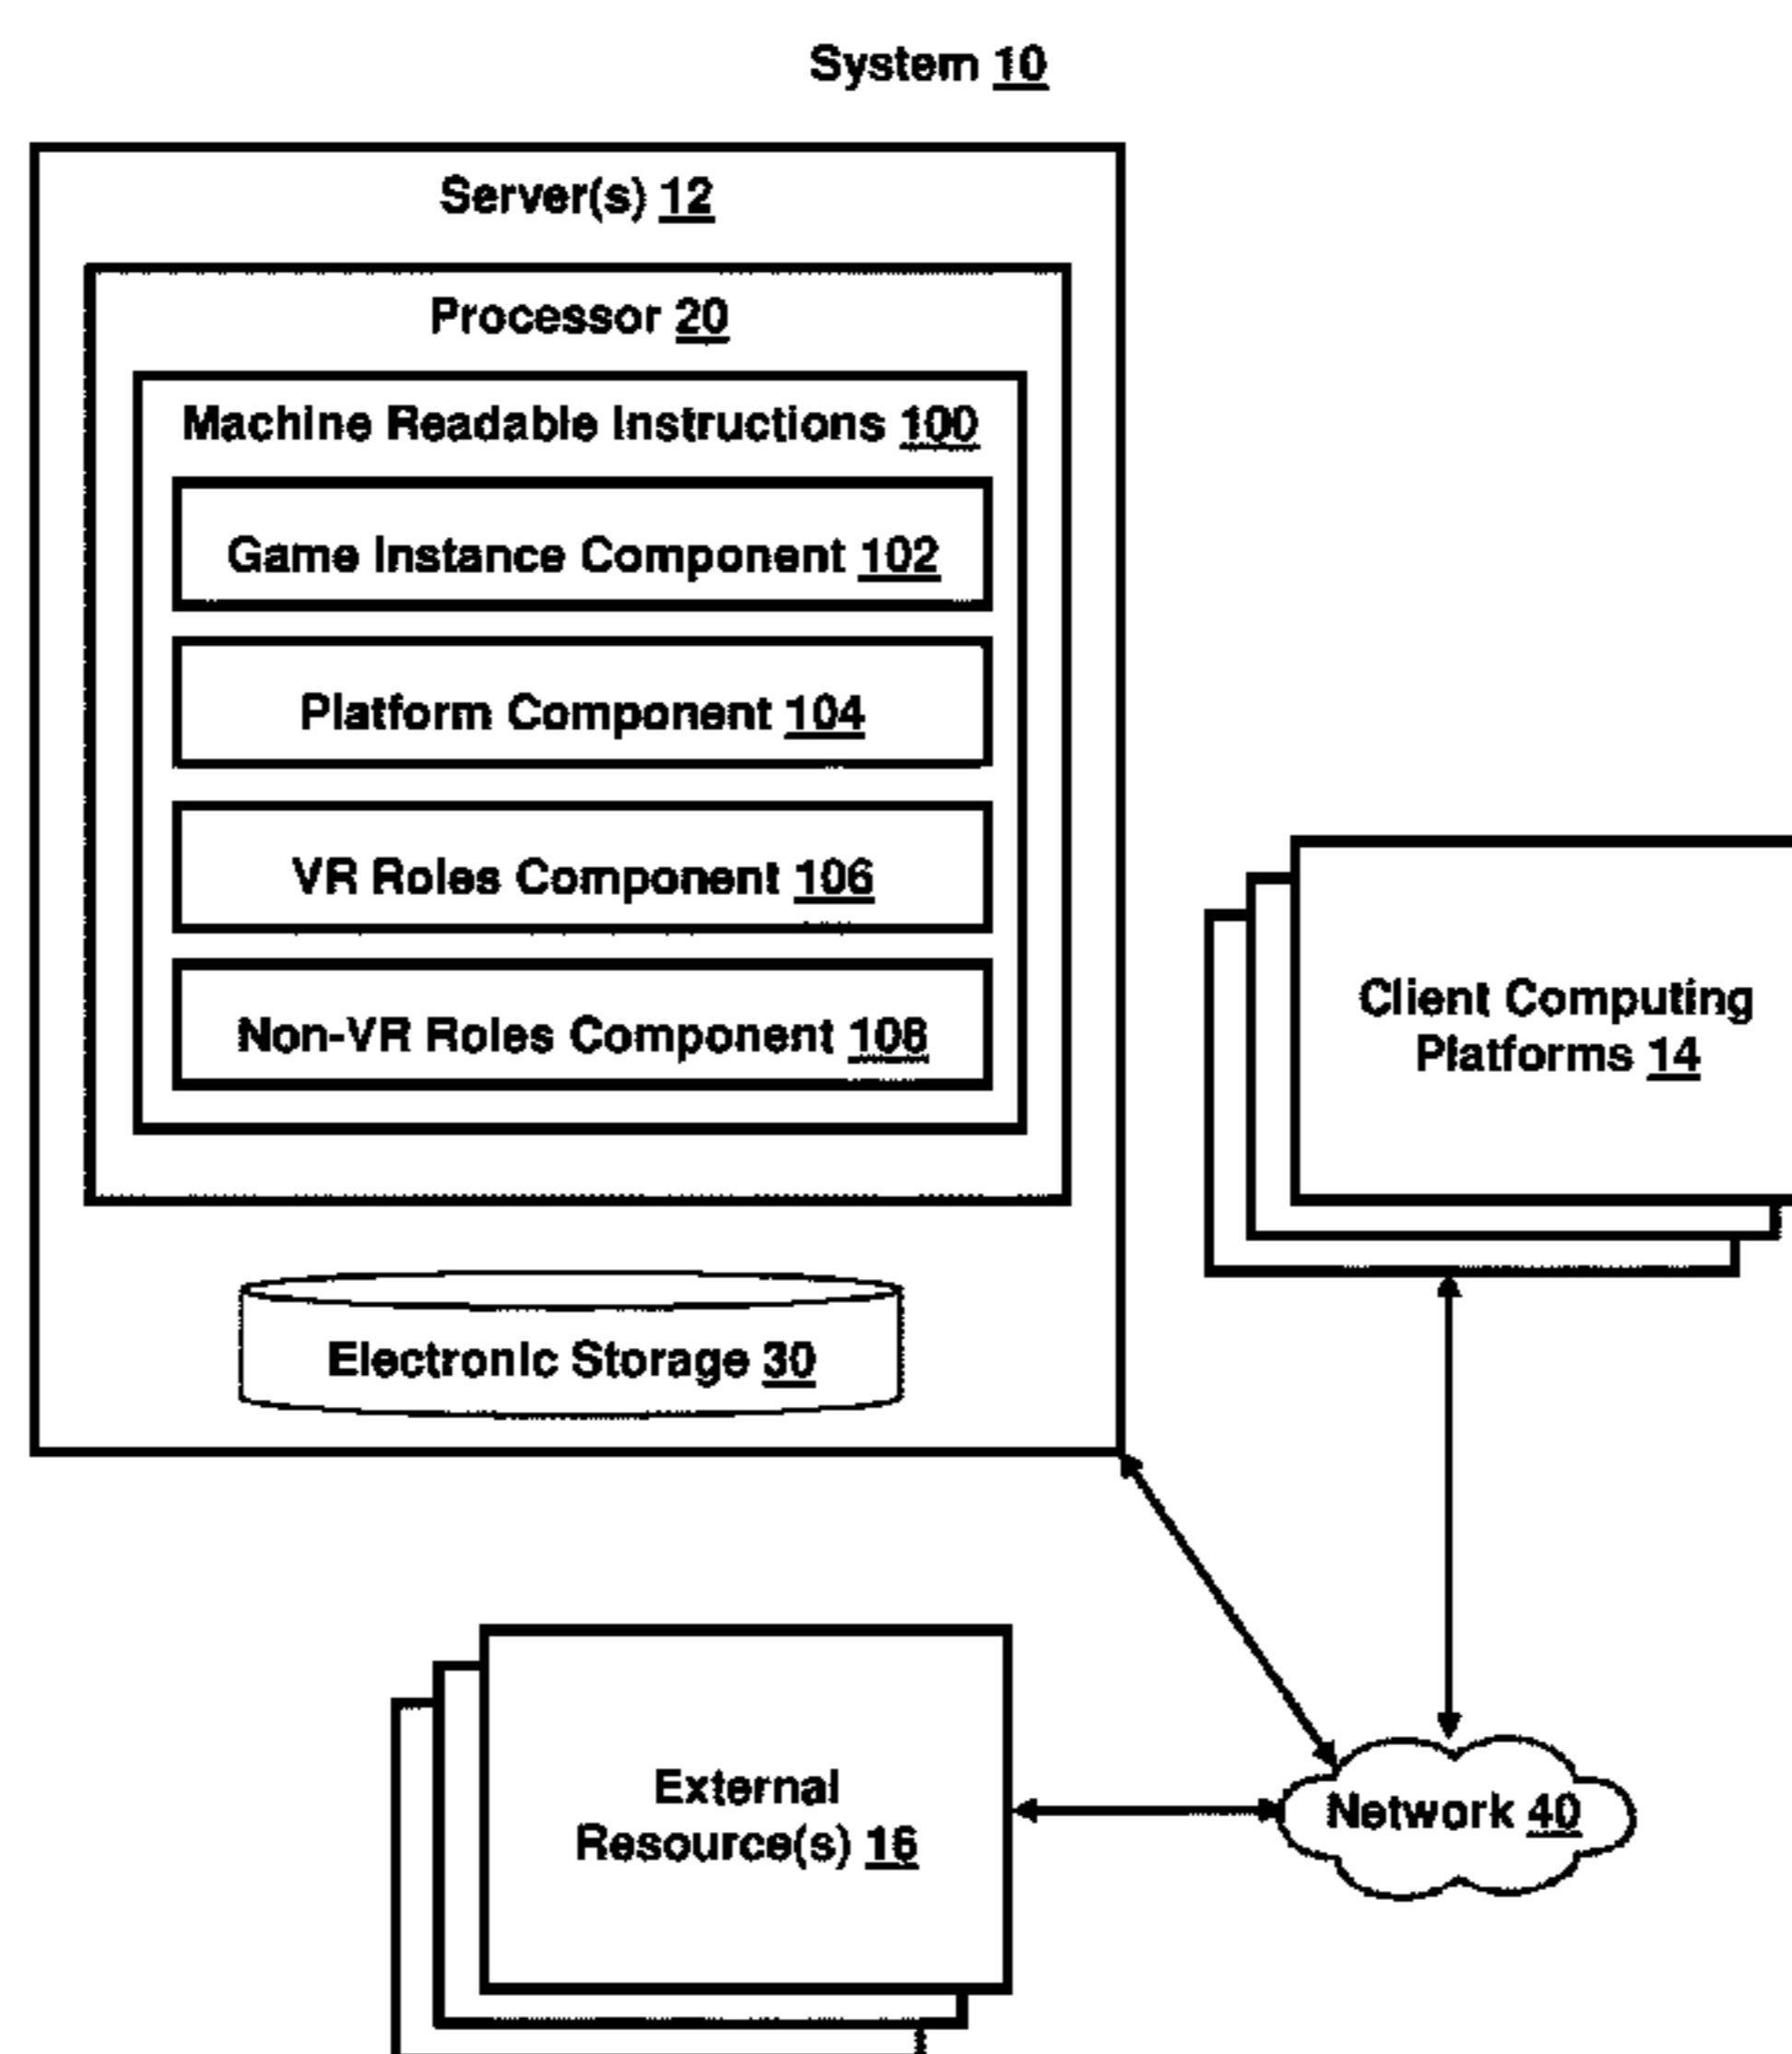 System 10
Server(s) 12
Processor 20
Machine Readable Instructions 100
Game Instance Component 102
Platform Component 104
VR Roles Component 106
Non-VR Roles Component 108
Client Computing
Platforms 14
Electronic Storage 30
External
Resource(s) 16
Network 40